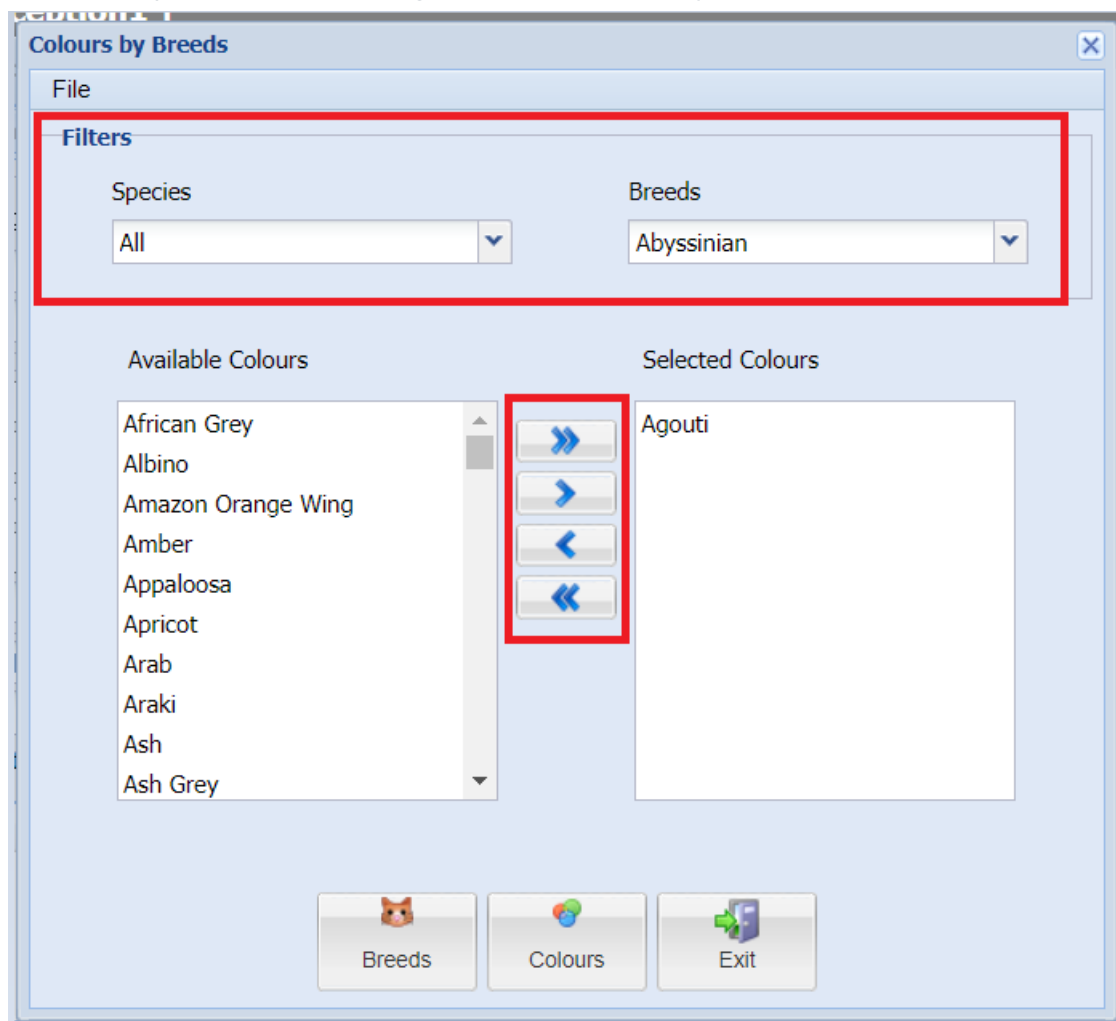 Colours by Breeds
File
Filters
Species
Breeds
All
Abyssinian
Available Colours
Selected Colours
African Grey
Albino
Amazon Orange Wing
Amber
Appaloosa
Apricot
Arab
Araki
Ash
Ash Grey
Agouti
Breeds
Colours
Exit